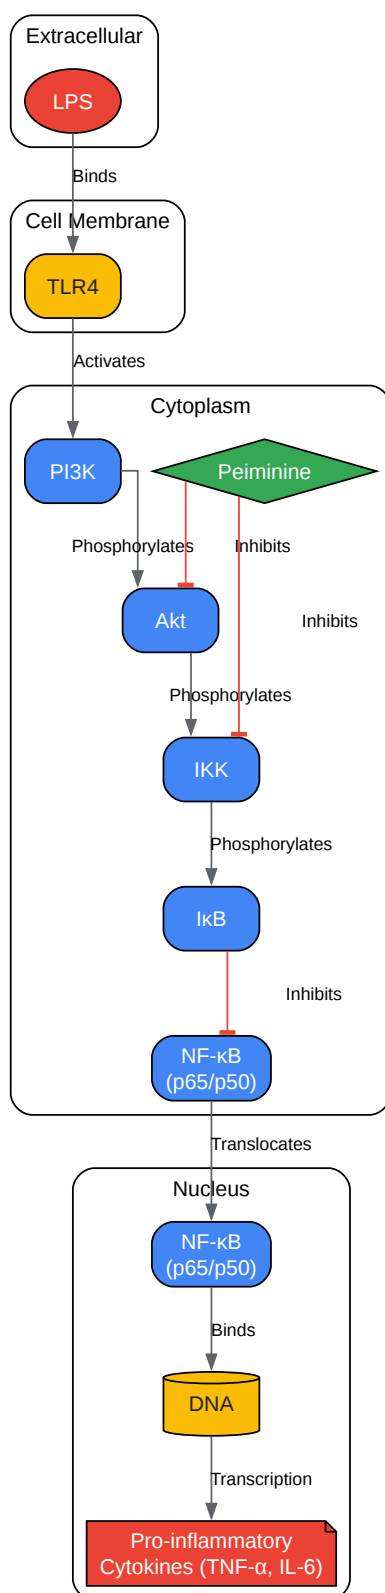 Extracellular
LPS
Binds
Cell Membrane
TLR4
Activates
Cytoplasm
PI3K
Peiminine
Phosphorylates
Inhibits
Akt
Inhibits
Phosphorylates
IKK
Phosphorylates
IκB
Inhibits
NF-κB
(p65/p50)
Translocates
Nucleus
NF-κB
(p65/p50)
Binds
DNA
Transcription
Pro-inflammatory
Cytokines (TNF-α, IL-6)